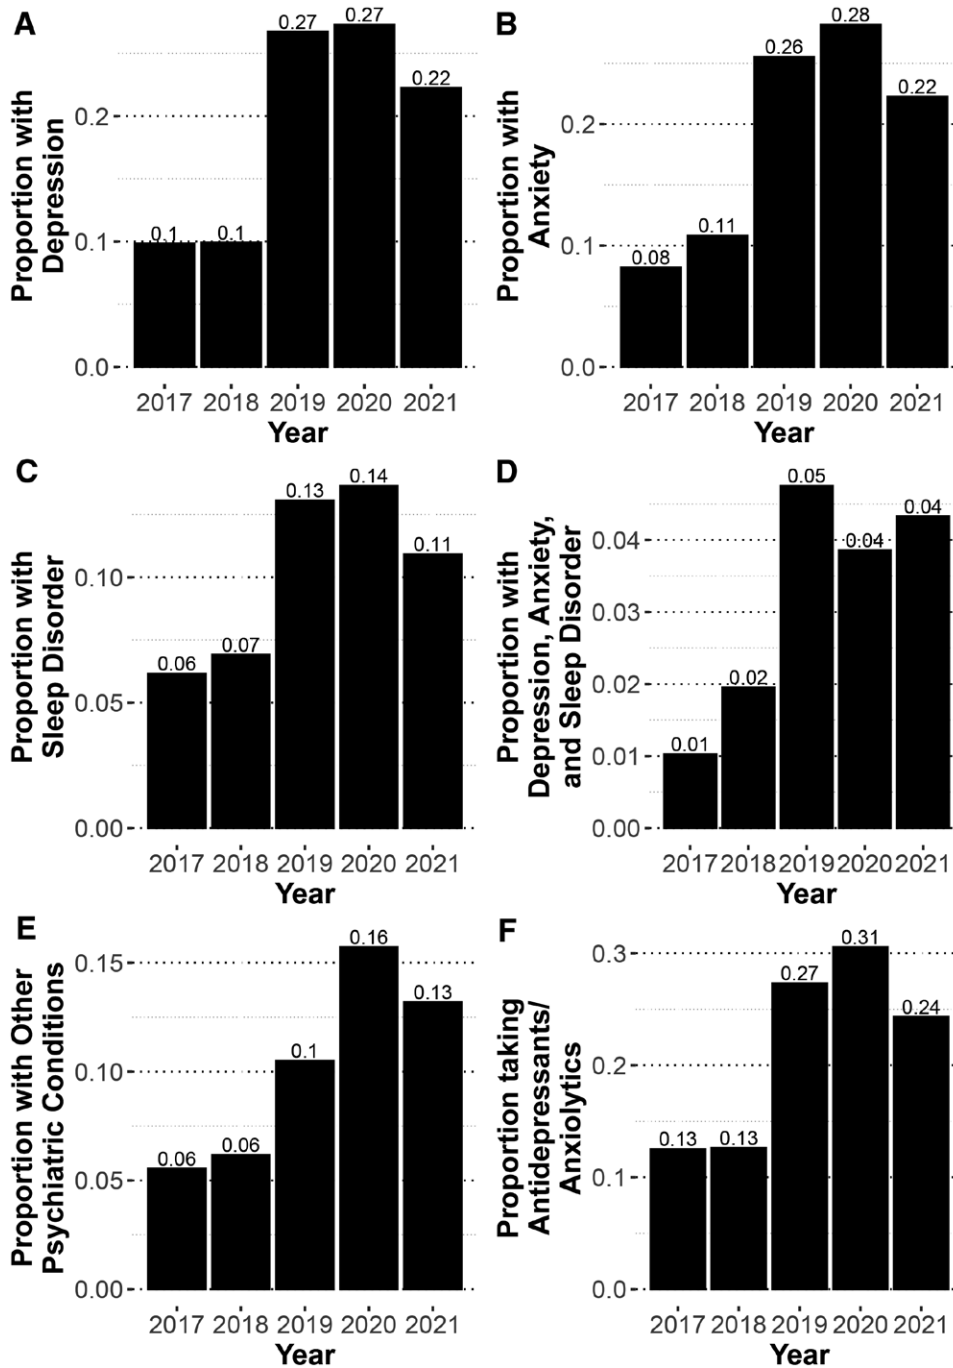 A
Proportion with
Depression
0.2
0.1
0.0
0.1
0.1
0.27
0.27
0.22
2017 2018 2019 2020 2021
Year
B
Proportion with
Anxiety
0.2
0.1
0.0
0.08
0.11
0.26
0.28
0.22
2017 2018 2019 2020 2021
Year
C
Proportion with
Sleep Disorder
0.10
0.05
0.00
0.06
0.07
0.13
0.14
0.11
2017 2018 2019 2020 2021
Year
D
Proportion with
Depression, Anxiety,
and Sleep Disorder
0.04
0.03
0.02
0.01
0.00
0.01
0.02
0.05
0.04
0.04
2017 2018 2019 2020 2021
Year
E
Proportion with Other
Psychiatric Conditions
0.15
0.10
0.05
0.00
0.06
0.06
0.1
0.16
0.13
2017 2018 2019 2020 2021
Year
F
Proportion taking
Antidepressants/
Anxiolytics
0.3
0.2
0.1
0.0
0.13
0.13
0.27
0.31
0.24
2017 2018 2019 2020 2021
Year